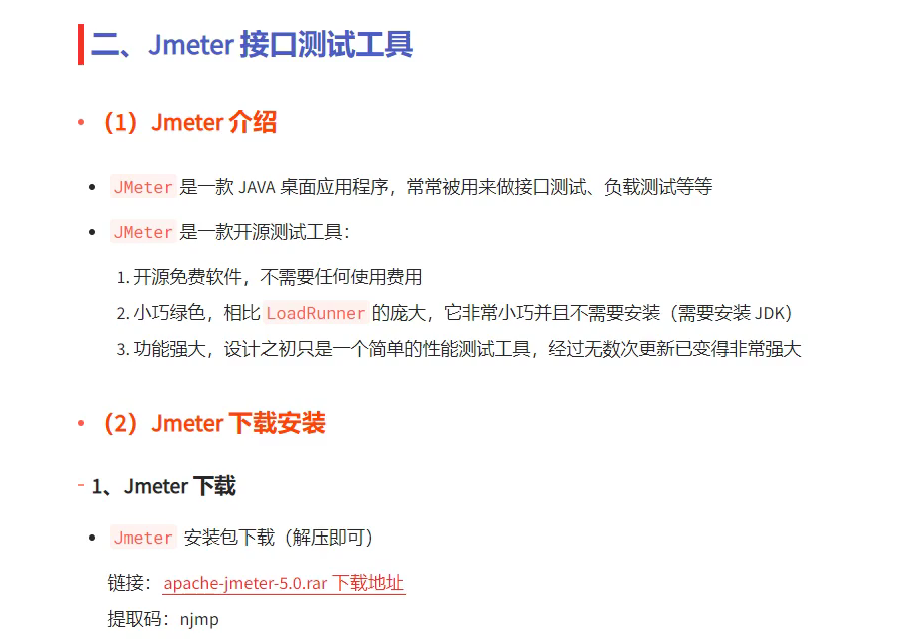 二、Jmeter 接口测试工具
（1）Jmeter 介绍
JMeter 是一款 JAVA 桌面应用程序，常常被用来做接口测试、负载测试等等
JMeter 是一款开源测试工具：
1. 开源免费软件，不需要任何使用费用
2. 小巧绿色，相比 LoadRunner 的庞大，它非常小巧并且不需要安装（需要安装 JDK）
3. 功能强大，设计之初只是一个简单的性能测试工具，经过无数次更新已变得非常强大
（2）Jmeter 下载安装
1、Jmeter 下载
Jmeter 安装包下载（解压即可）
链接：apache-jmeter-5.0.rar 下载地址
提取码：njmp